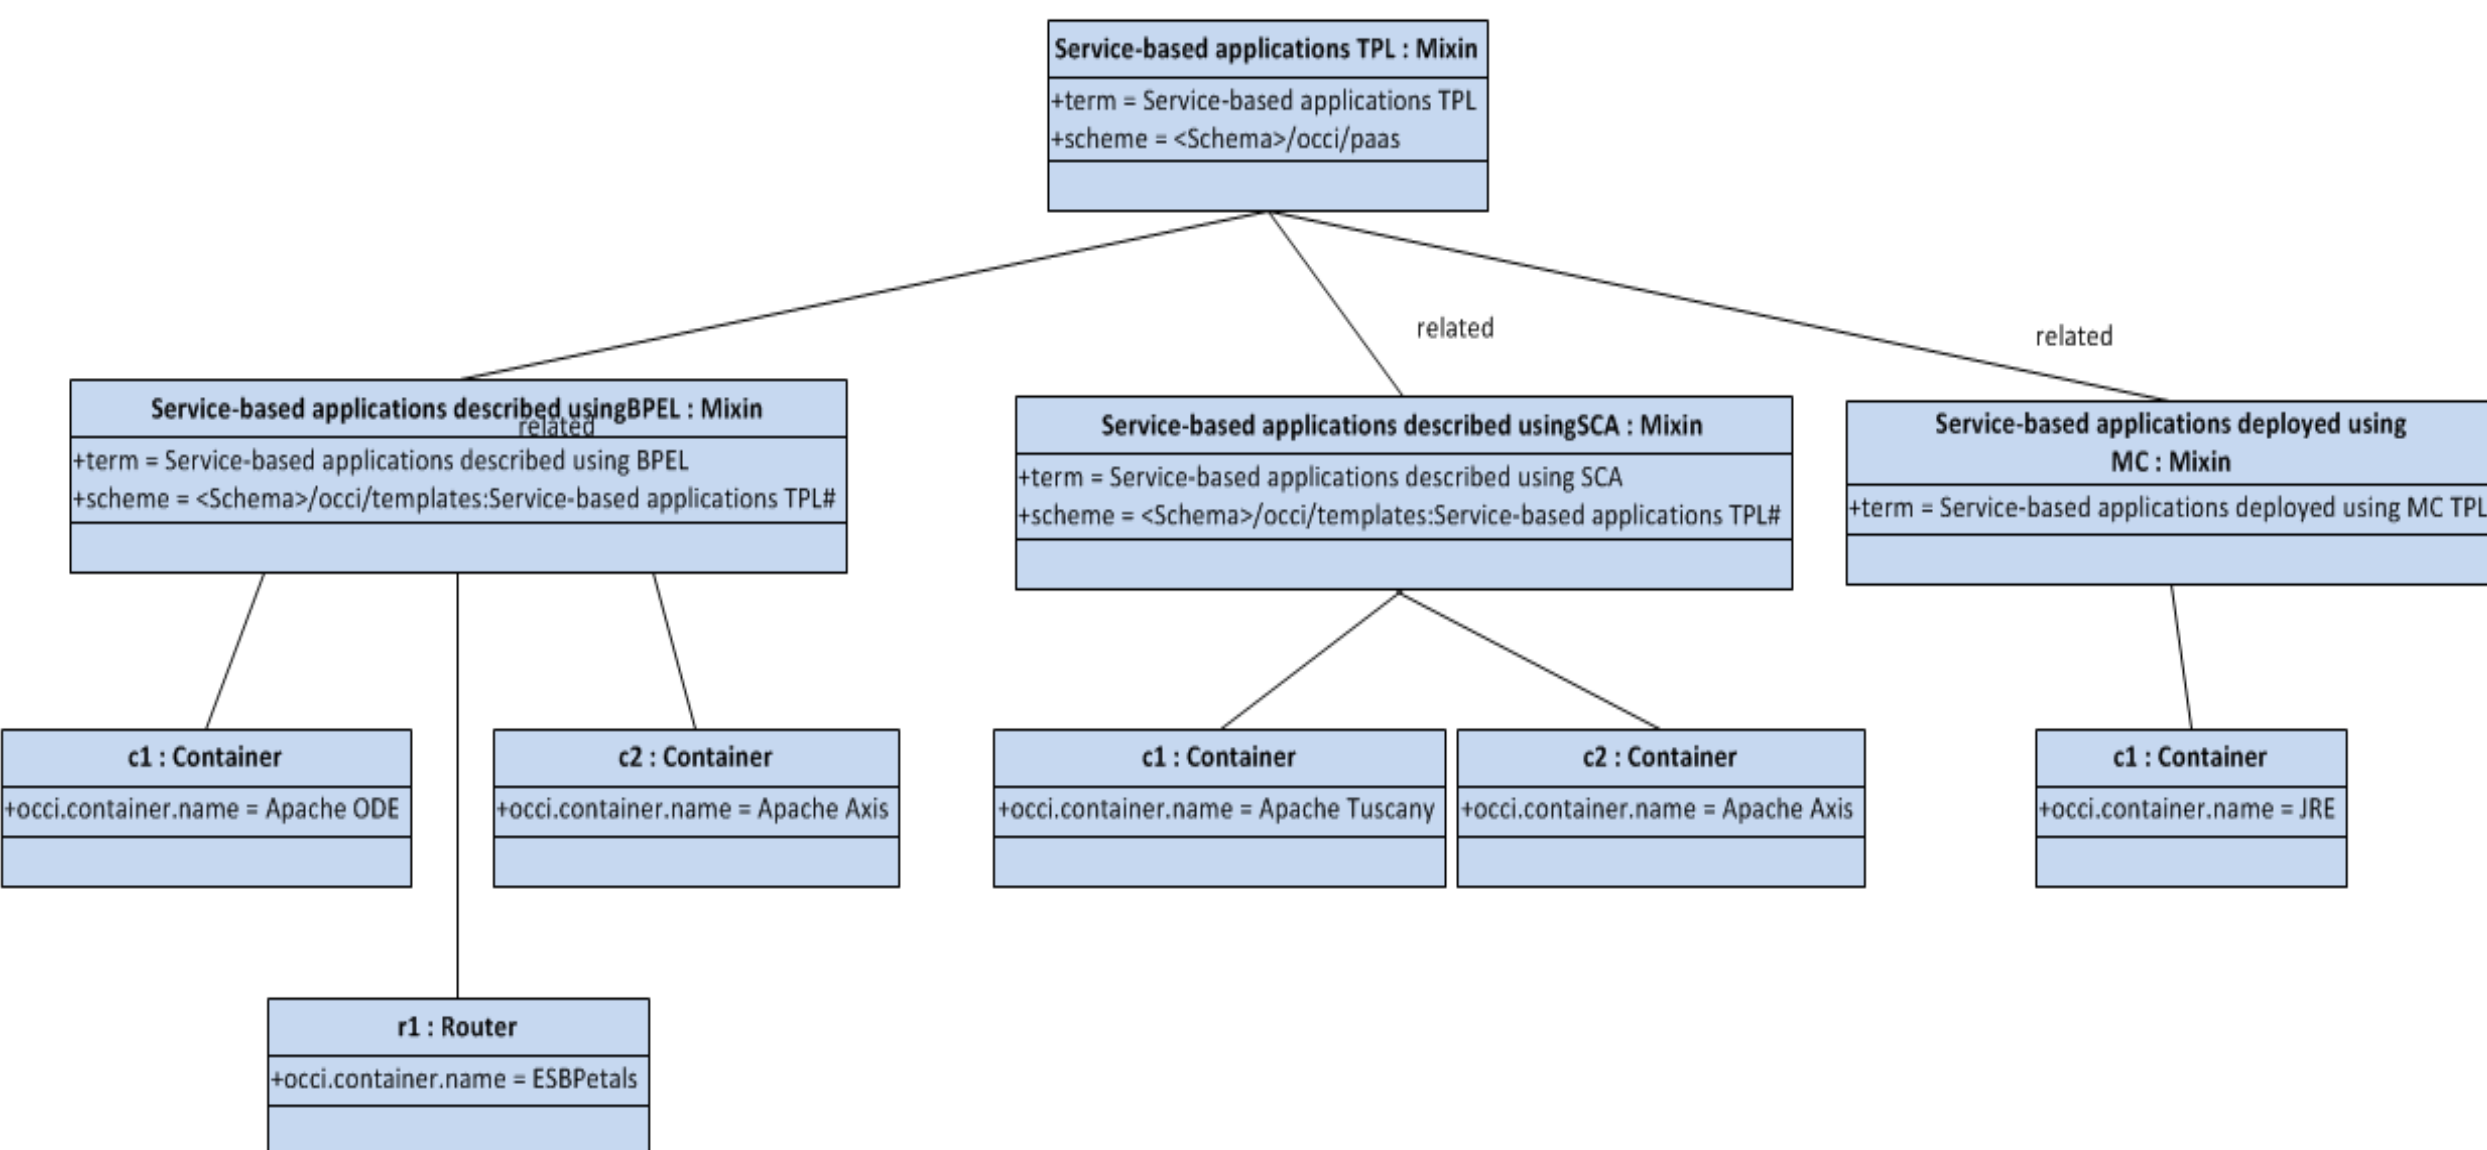 Service-based applications TPL : Mixin
+term = Service-based applications TPL
+scheme = <Schema>/occi/paas
related
related
Service-based applications described usingBPEL : Mixin
related
+term = Service-based applications described using BPEL
+scheme = <Schema>/occi/templates:Service-based applications TPL#
Service-based applications described usingSCA : Mixin
+term = Service-based applications described using SCA
+scheme = <Schema>/occi/templates:Service-based applications TPL#
Service-based applications deployed using
MC : Mixin
+term = Service-based applications deployed using MC TPL
c1 : Container
+occi.container.name = Apache ODE
c2 : Container
+occi.container.name = Apache Axis
c1 : Container
+occi.container.name = Apache Tuscany
c2 : Container
+occi.container.name = Apache Axis
c1 : Container
+occi.container.name = JRE
r1 : Router
+occi.container.name = ESBPetals